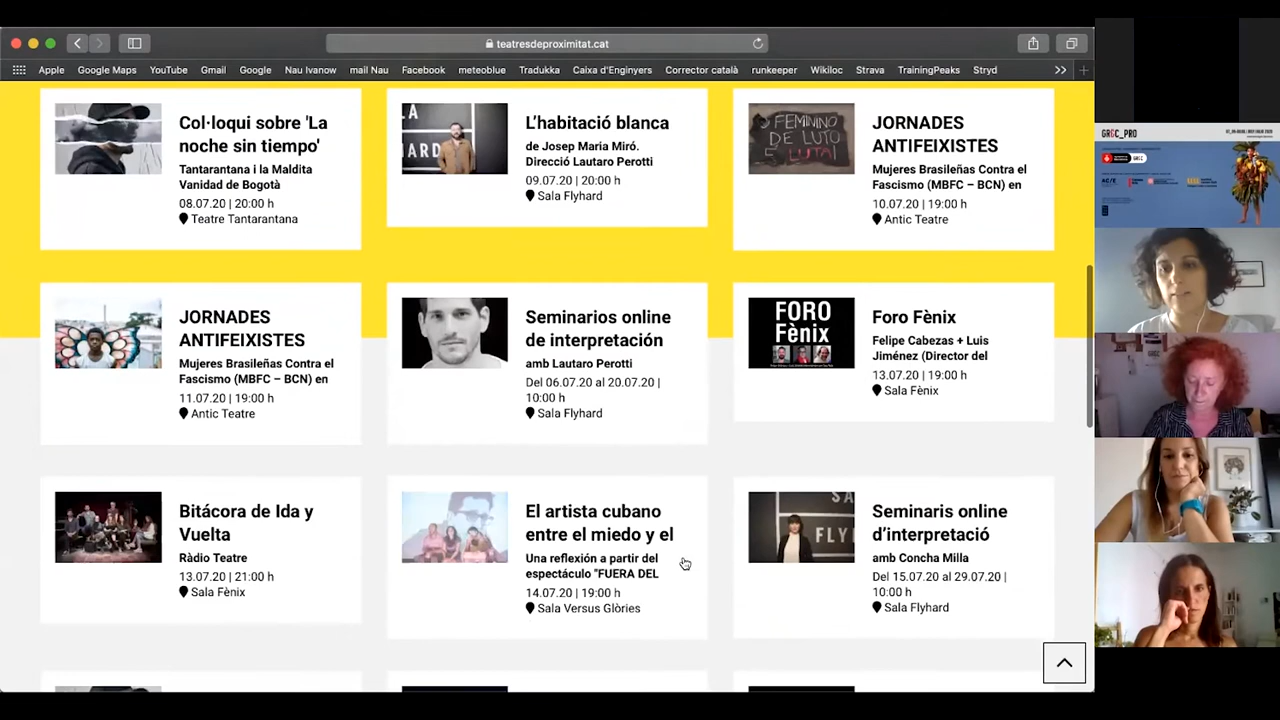 teatresdeproximitat.cat
Apple Google Maps YouTube Gmail Google Nau Ivanow mail Nau Facebook meteoblue Tradukka Caixa d'Enginyers Corrector català runkeeper Wikiloc Strava TrainingPeaks Stryd
Col·loqui sobre 'La
noche sin tiempo'
Tantarantana i la Maldita
Vanidad de Bogotà
08.07.20 | 20:00 h
Teatre Tantarantana
L'habitació blanca
de Josep Maria Miró.
Direcció Lautaro Perotti
09.07.20 | 20:00 h
Sala Flyhard
FEMININO
DE LUTO
E LUTA!
JORNADES
ANTIFEIXISTES
Mujeres Brasileñas Contra el
Fascismo (MBFC – BCN) en
10.07.20 | 19:00 h
Antic Teatre
JORNADES
ANTIFEIXISTES
Mujeres Brasileñas Contra el
Fascismo (MBFC – BCN) en
11.07.20 | 19:00 h
Antic Teatre
Seminarios online
de interpretación
amb Lautaro Perotti
Del 06.07.20 al 20.07.20 |
10:00 h
Sala Flyhard
FORO
Fènix
Foro Fènix
Felipe Cabezas + Luis
Jiménez (Director del
13.07.20 | 19:00 h
Sala Fènix
Bitácora de Ida y
Vuelta
Ràdio Teatre
13.07.20 | 21:00 h
Sala Fènix
El artista cubano
entre el miedo y el
Una reflexión a partir del
espectáculo "FUERA DEL
14.07.20 | 19:00 h
Sala Versus Glòries
Seminaris online
d'interpretació
amb Concha Milla
Del 15.07.20 al 29.07.20 |
10:00 h
Sala Flyhard
GREC_PRO
GREC